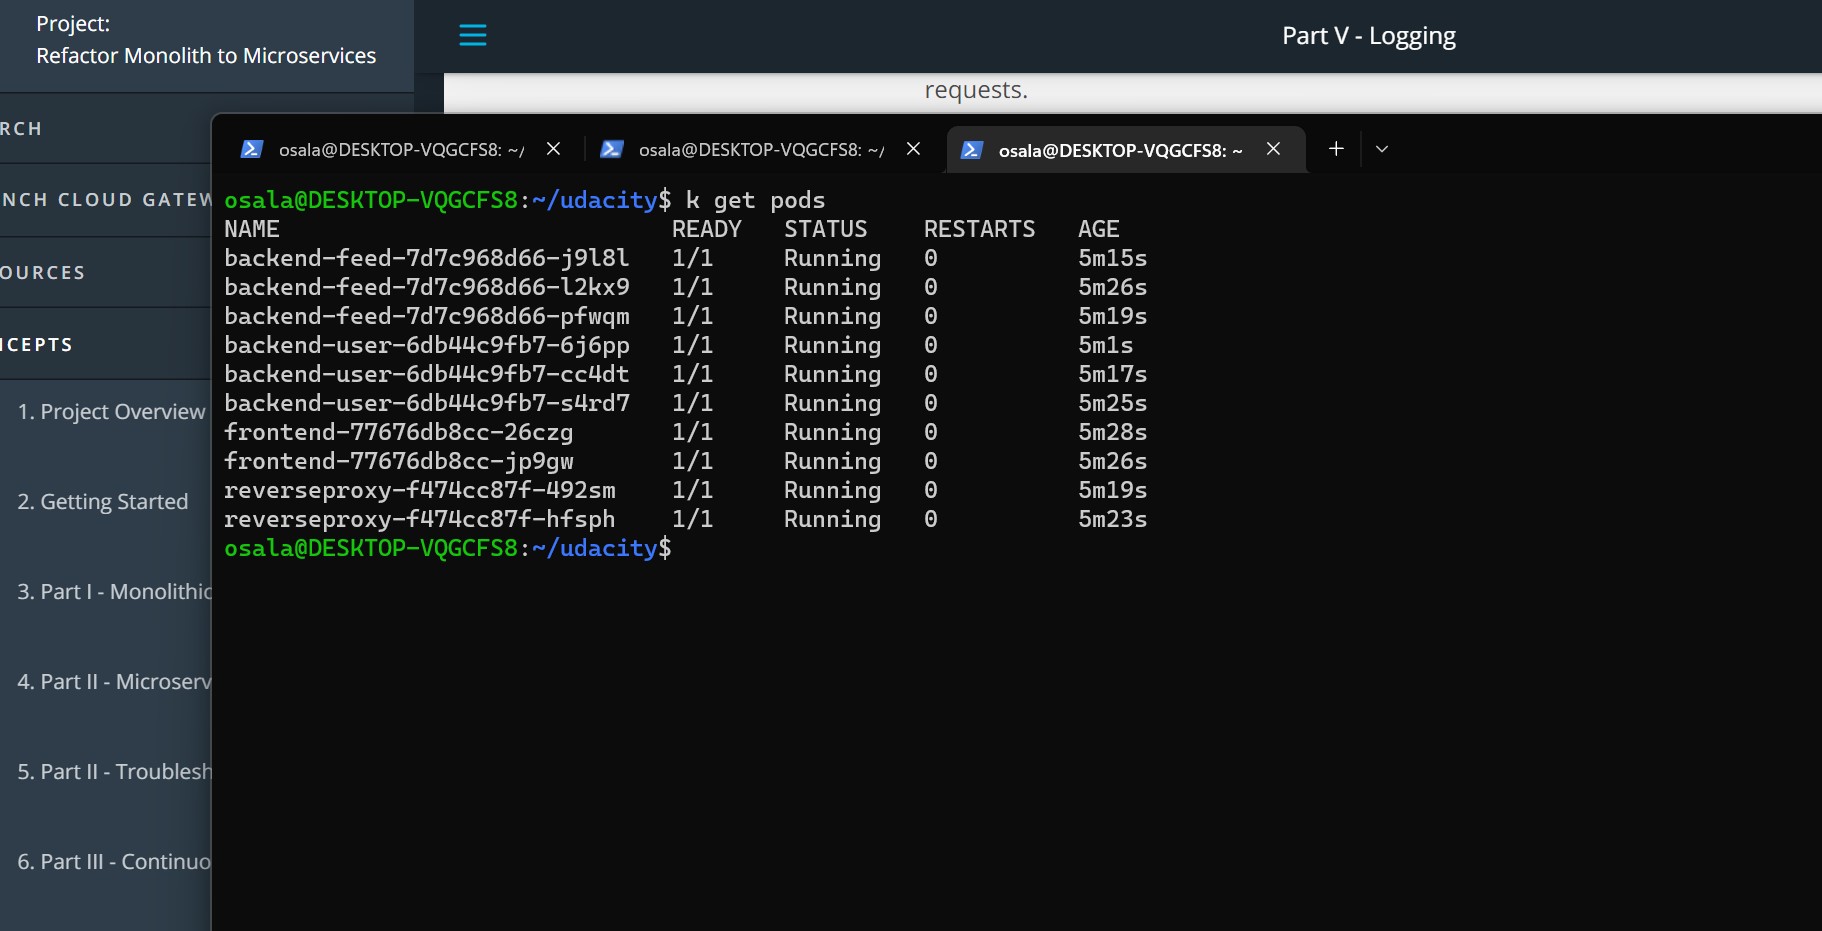 Project:
Refactor Monolith to Microservices
Part V - Logging
requests.
RCH
NCH CLOUD GATEW
OURCES
CEPTS
1. Project Overview
2. Getting Started
3. Part I - Monolithic
4. Part II - Microserv
5. Part II - Troublesh
6. Part III - Continuo
osala@DESKTOP-VQGCFS8: ~/
osala@DESKTOP-VQGCFS8: ~/
osala@DESKTOP-VQGCFS8: ~
osala@DESKTOP-VQGCFS8:~/udacity$ k get pods
NAME READY STATUS RESTARTS AGE
backend-feed-7d7c968d66-j9l8l 1/1 Running 0 5m15s
backend-feed-7d7c968d66-l2kx9 1/1 Running 0 5m26s
backend-feed-7d7c968d66-pfwqm 1/1 Running 0 5m19s
backend-user-6db44c9fb7-6j6pp 1/1 Running 0 5m1s
backend-user-6db44c9fb7-cc4dt 1/1 Running 0 5m17s
backend-user-6db44c9fb7-s4rd7 1/1 Running 0 5m25s
frontend-77676db8cc-26czg 1/1 Running 0 5m28s
frontend-77676db8cc-jp9gw 1/1 Running 0 5m26s
reverseproxy-f474cc87f-492sm 1/1 Running 0 5m19s
reverseproxy-f474cc87f-hfsph 1/1 Running 0 5m23s
osala@DESKTOP-VQGCFS8:~/udacity$